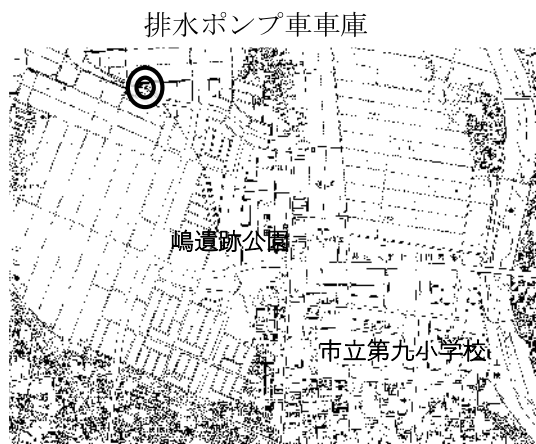 排水ポンプ車車庫
嶋遺跡公園
市立第九小学校